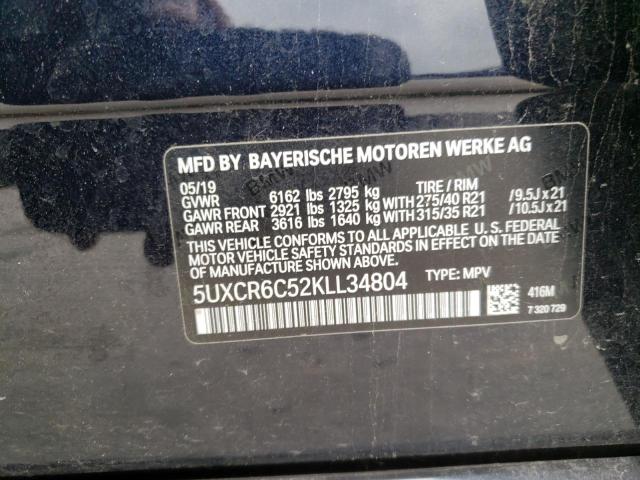 MFD BY BAYERISCHE MOTOREN WERKE AG
05/19
GVWR 6162 lbs 2795 kg TIRE / RIM
GAWR FRONT 2921 lbs 1325 kg WITH 275/40 R21 / 9.5J x 21
GAWR REAR 3616 lbs 1640 kg WITH 315/35 R21 / 10.5J x 21
THIS VEHICLE CONFORMS TO ALL APPLICABLE U. S. FEDERAL
MOTOR VEHICLE SAFETY STANDARDS IN EFFECT ON THE
DATE OF MANUFACTURE SHOWN ABOVE.
5UXCR6C52KLL34804 TYPE: MPV
416M
7 320 729